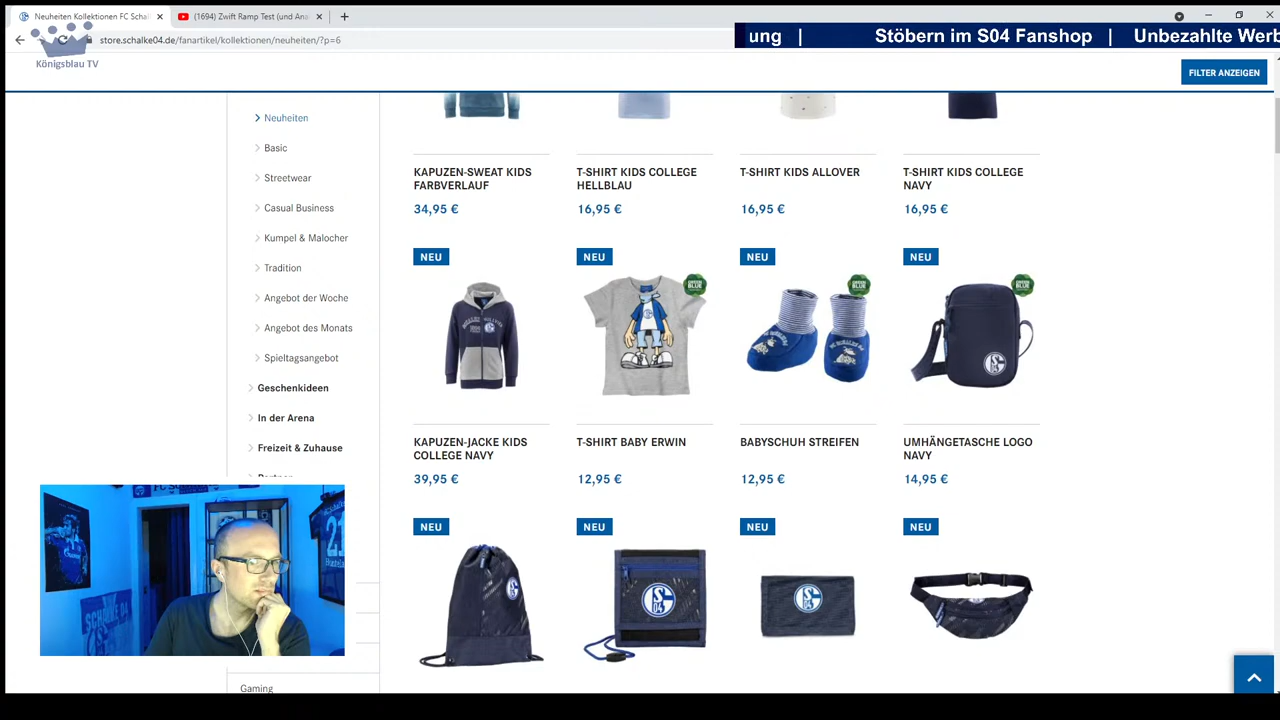 Neuheiten Kollektionen FC Schal
(1694) Zwift Ramp Test (und Ana
store.schalke04.de/fanartikel/kollektionen/neuheiten/?p=6
ung | Stöbern im S04 Fanshop | Unbezahlte Werb
Königsblau TV
FILTER ANZEIGEN
Neuheiten
Basic
Streetwear
Casual Business
Kumpel & Malocher
Tradition
Angebot der Woche
Angebot des Monats
Spieltagsangebot
Geschenkideen
In der Arena
Freizeit & Zuhause
Gaming
KAPUZEN-SWEAT KIDS
FARBVERLAUF
34,95 €
T-SHIRT KIDS COLLEGE
HELLBLAU
16,95 €
T-SHIRT KIDS ALLOVER
16,95 €
T-SHIRT KIDS COLLEGE
NAVY
16,95 €
NEU
NEU
NEU
NEU
KAPUZEN-JACKE KIDS
COLLEGE NAVY
39,95 €
T-SHIRT BABY ERWIN
12,95 €
BABYSCHUH STREIFEN
12,95 €
UMHÄNGETASCHE LOGO
NAVY
14,95 €
NEU
NEU
NEU
NEU
SCHALKE 04
21